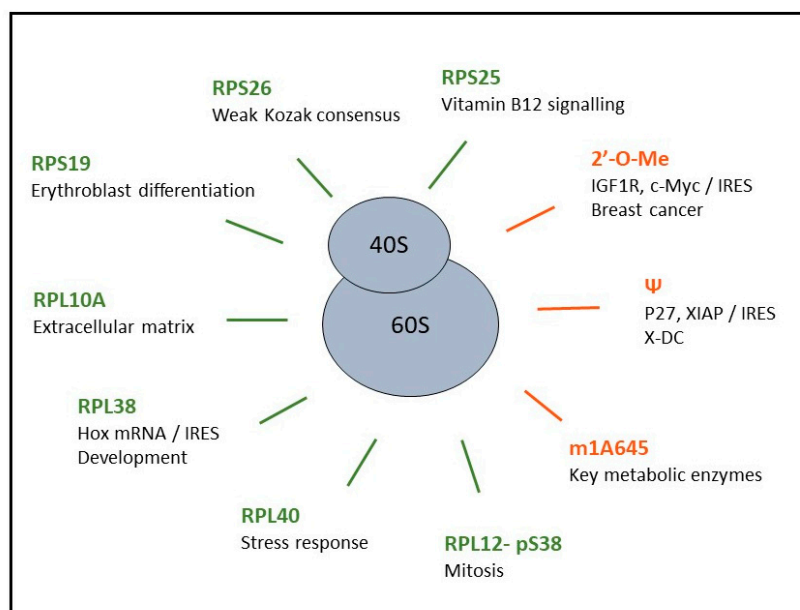 RPS26
Weak Kozak consensus
RPS25
Vitamin B12 signalling
RPS19
Erythroblast differentiation
2’-O-Me
IGF1R, c-Myc / IRES
Breast cancer
40S
60S
RPL10A
Extracellular matrix
Ψ
P27, XIAP / IRES
X-DC
RPL38
Hox mRNA / IRES
Development
m1A645
Key metabolic enzymes
RPL40
Stress response
RPL12- pS38
Mitosis